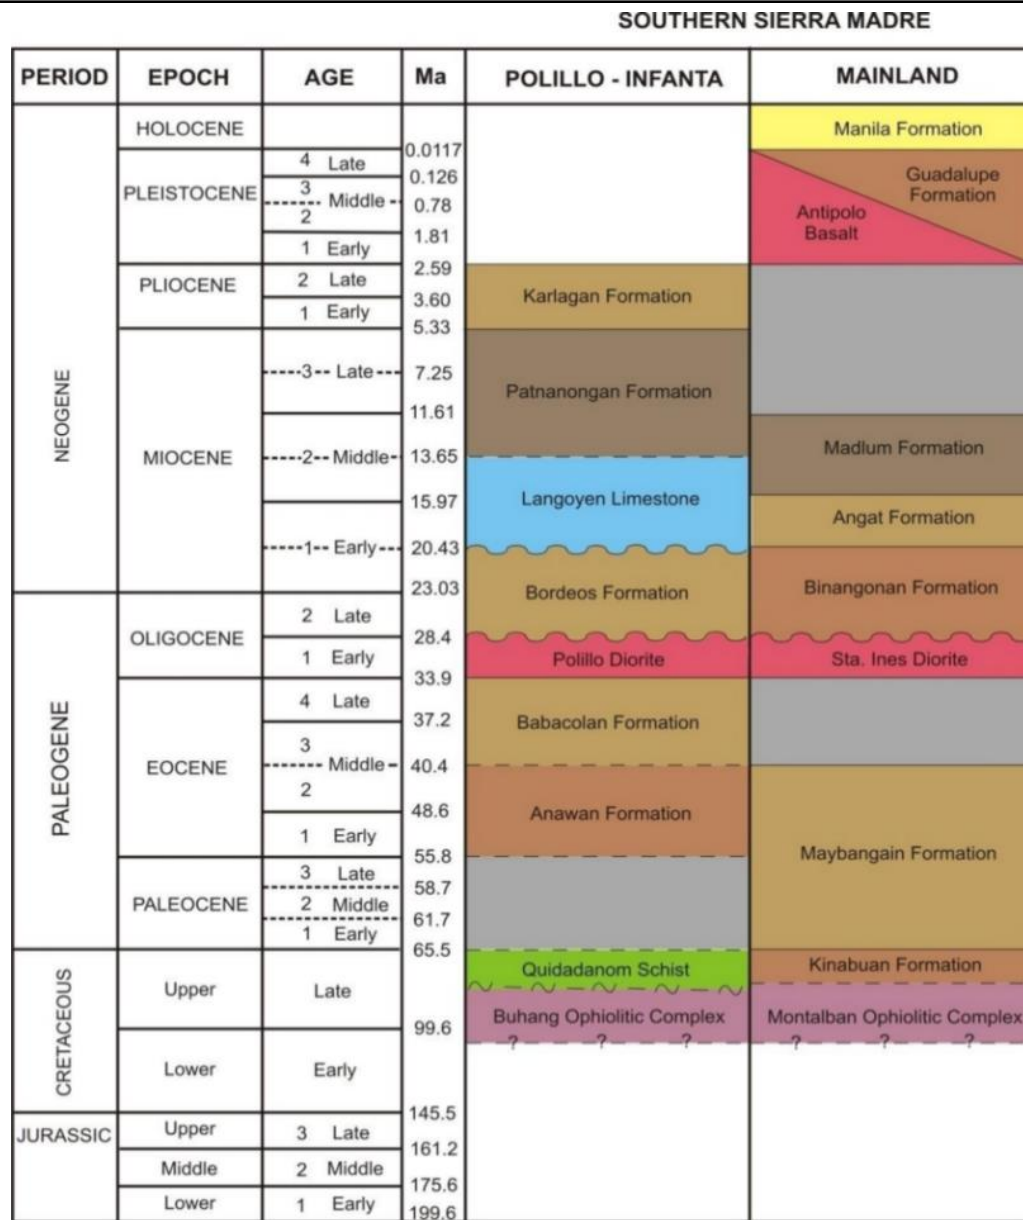 SOUTHERN SIERRA MADRE
PERIOD EPOCH AGE Ma POLILLO - INFANTA MAINLAND
HOLOCENE Manila Formation
0.0117
PLEISTOCENE 4 Late Guadalupe
Formation
0.126
3 Middle
2
0.78
Antipolo
Basalt
1.81
1 Early
2.59
PLIOCENE 2 Late Karlagan Formation
3.60
1 Early
5.33
NEOGENE
MIOCENE
3 Late 7.25
Patnanongan Formation
11.61
2 Middle 13.65 Madlum Formation
15.97 Langoyen Limestone
Angat Formation
1 Early 20.43
23.03
Bordeos Formation Binangonan Formation
PALEOGENE
OLIGOCENE
2 Late
28.4
1 Early Polillo Diorite Sta. Ines Diorite
33.9
EOCENE
4 Late
37.2 Babacolan Formation
3
Middle 40.4
2
48.6 Anawan Formation
1 Early
55.8 Maybangain Formation
PALEOCENE
3 Late
58.7
2 Middle
61.7
1 Early
65.5
CRETACEOUS
Quidadanom Schist Kinabuan Formation
Upper Late
Buhang Ophiolitic Complex Montalban Ophiolitic Complex
99.6
? ? ? ? ? ?
Lower Early
145.5
JURASSIC Upper 3 Late
161.2
Middle 2 Middle
175.6
Lower 1 Early
199.6